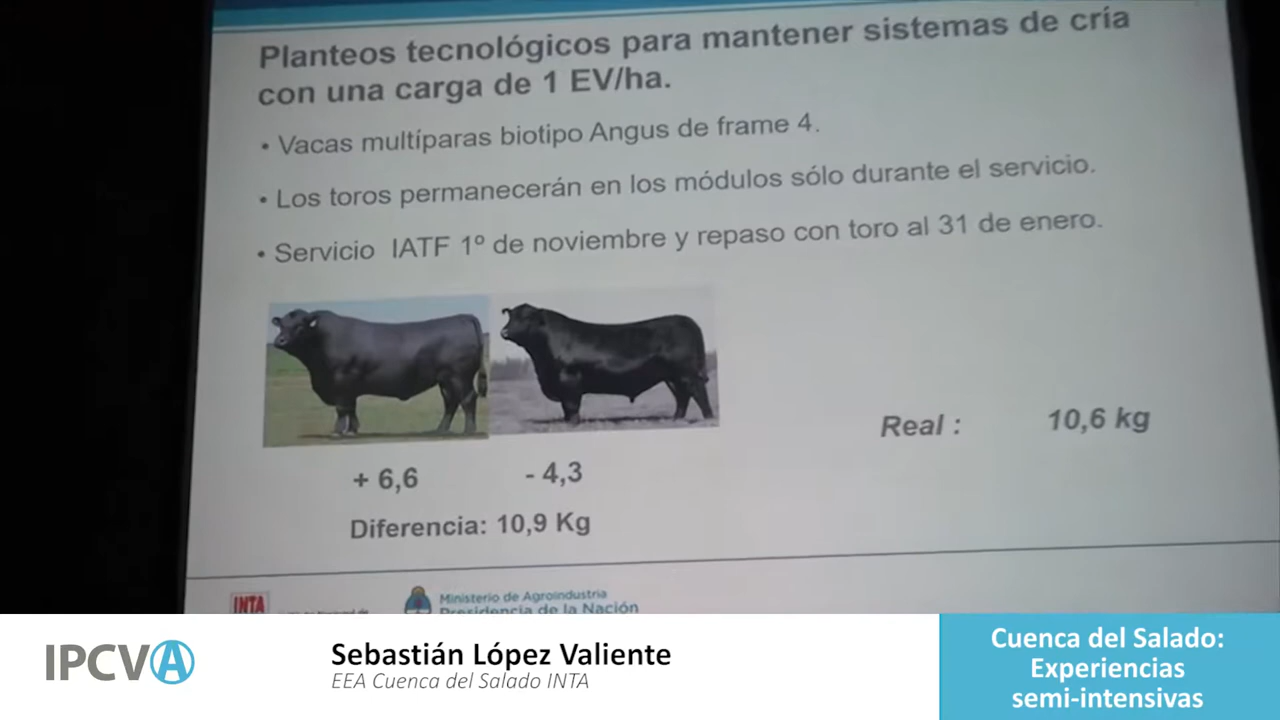 Planteos tecnológicos para mantener sistemas de cría
con una carga de 1 EV/ha.
• Vacas multíparas biotipo Angus de frame 4.
• Los toros permanecerán en los módulos sólo durante el servicio.
• Servicio IATF 1º de noviembre y repaso con toro al 31 de enero.
Real : 10,6 kg
+ 6,6 - 4,3
Diferencia: 10,9 Kg
INTA
Ministerio de Agroindustria
Presidencia de la Nación
IPCVA
Sebastián López Valiente
EEA Cuenca del Salado INTA
Cuenca del Salado:
Experiencias
semi-intensivas